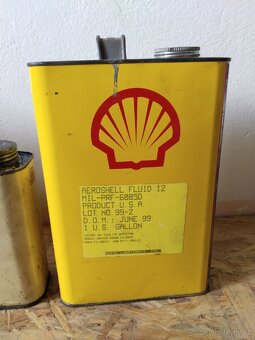 AEROSHELL FLUID 12
MIL-PRF-6085D
PRODUCT U.S.A.
LOT NO 99-2
D.O.M.: JUNE 99
1 U.S. GALLON